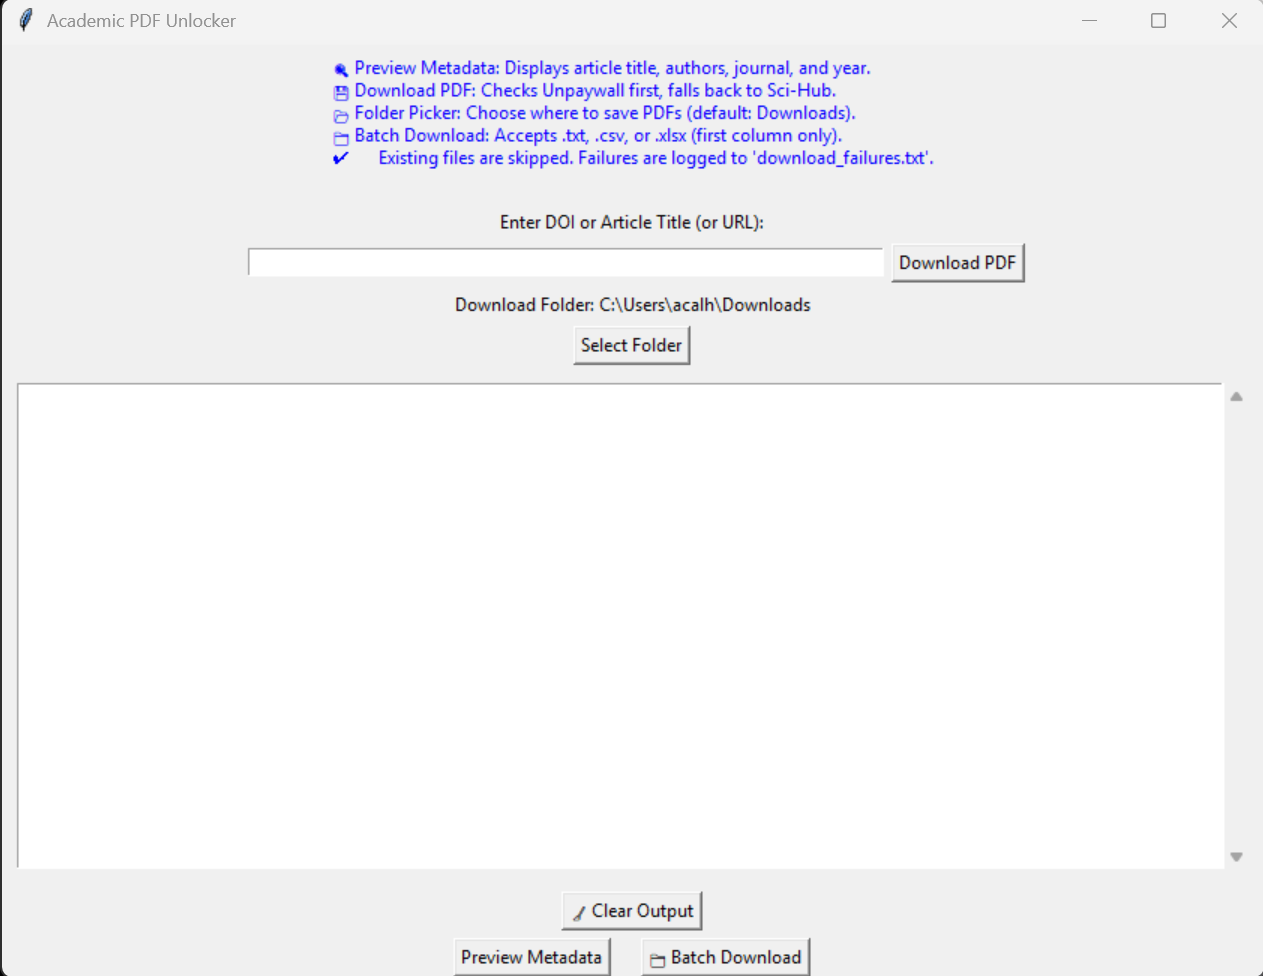 Academic PDF Unlocker
Preview Metadata: Displays article title, authors, journal, and year.
Download PDF: Checks Unpaywall first, falls back to Sci-Hub.
Folder Picker: Choose where to save PDFs (default: Downloads).
Batch Download: Accepts .txt, .csv, or .xlsx (first column only).
✔ Existing files are skipped. Failures are logged to 'download_failures.txt'.
Enter DOI or Article Title (or URL):
Download PDF
Download Folder: C:\Users\acalh\Downloads
Select Folder
Clear Output
Preview Metadata
Batch Download